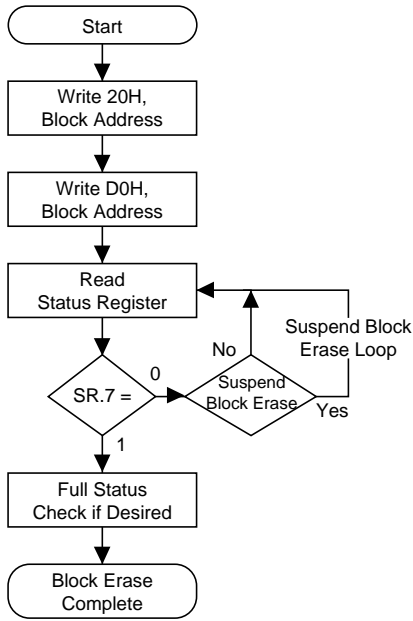 Start
Write 20H,
Block Address
Write D0H,
Block Address
Read
Status Register
Suspend Block
Erase Loop
No
SR.7 =
0
Suspend
Block Erase
Yes
1
Full Status
Check if Desired
Block Erase
Complete